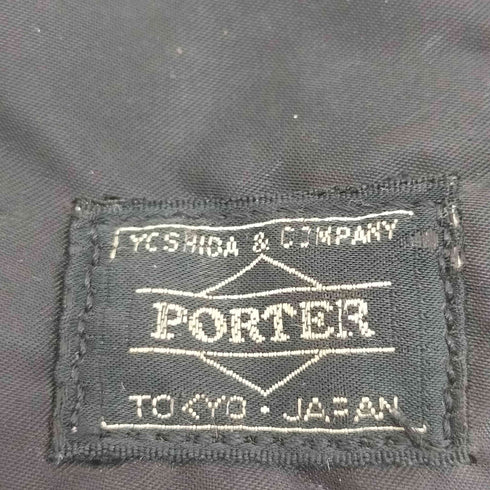 YOSHIDA & COMPANY
PORTER
TOKYO · JAPAN